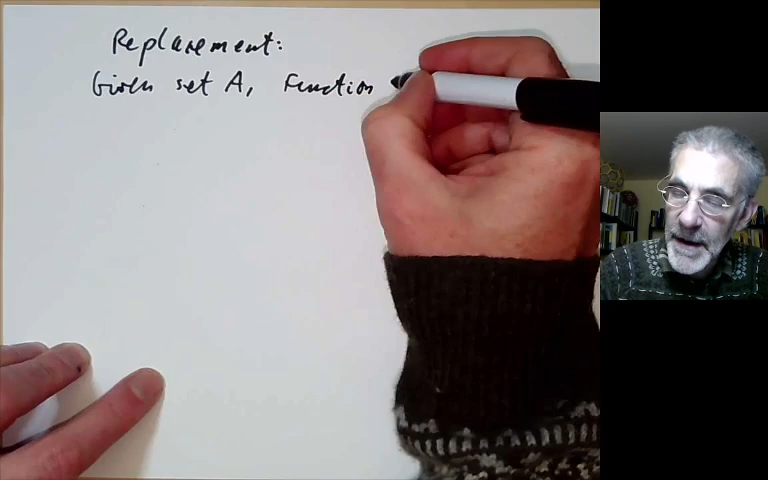 Replacement:
Given set A, Function